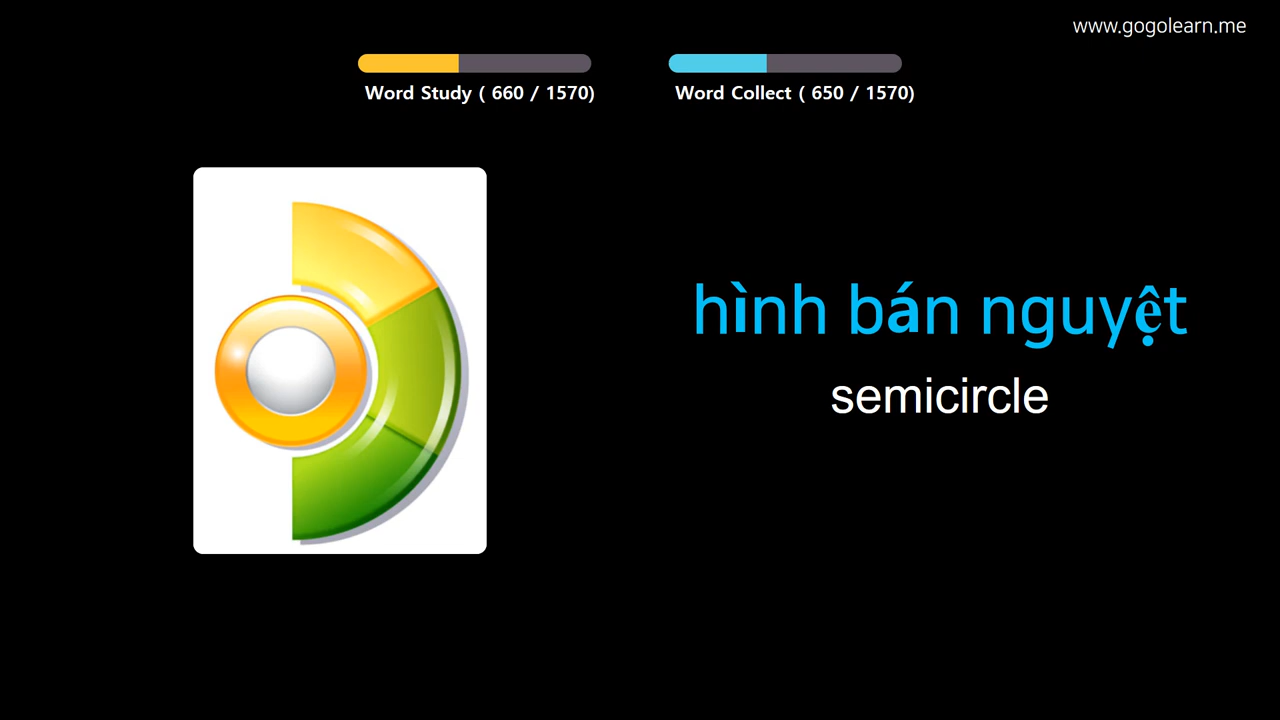 www.gogolearn.me
Word Study ( 660 / 1570)
Word Collect ( 650 / 1570)
hình bán nguyệt
semicircle